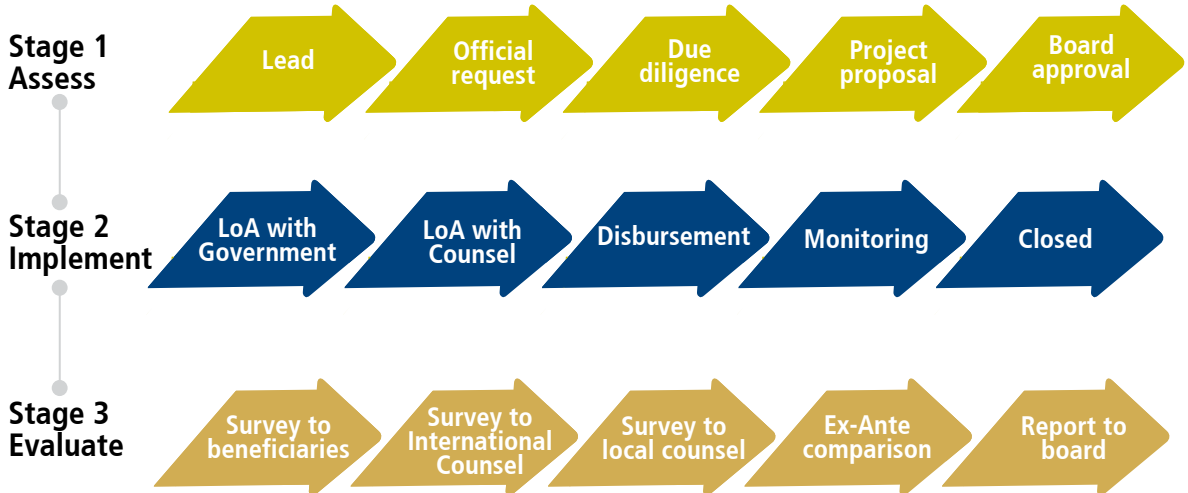 Stage 1
Assess
Lead
Official
request
Due
diligence
Project
proposal
Board
approval
Stage 2
Implement
LoA with
Government
LoA with
Counsel
Disbursement
Monitoring
Closed
Stage 3
Evaluate
Survey to
beneficiaries
Survey to
International
Counsel
Survey to
local counsel
Ex-Ante
comparison
Report to
board